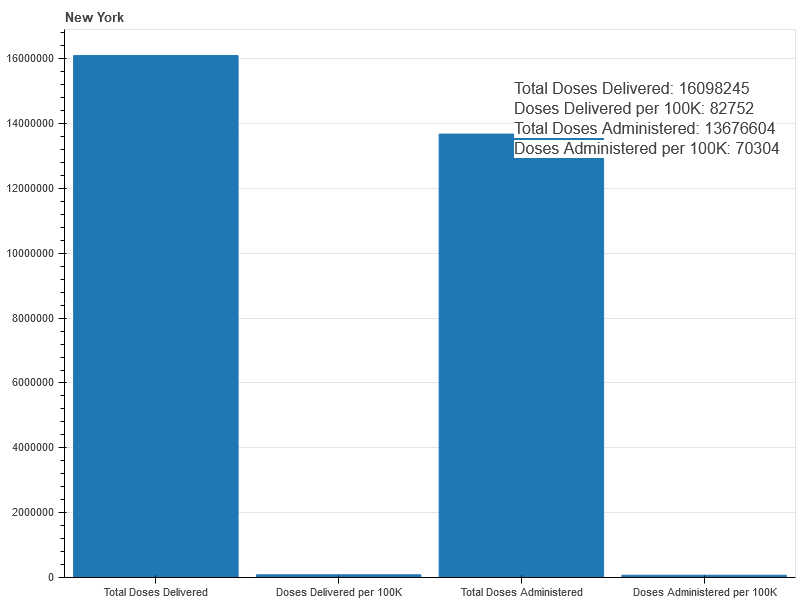 New York
Total Doses Delivered: 16098245
Doses Delivered per 100K: 82752
Total Doses Administered: 13676604
Doses Administered per 100K: 70304
16000000
14000000
12000000
10000000
8000000
6000000
4000000
2000000
0
Total Doses Delivered
Doses Delivered per 100K
Total Doses Administered
Doses Administered per 100K